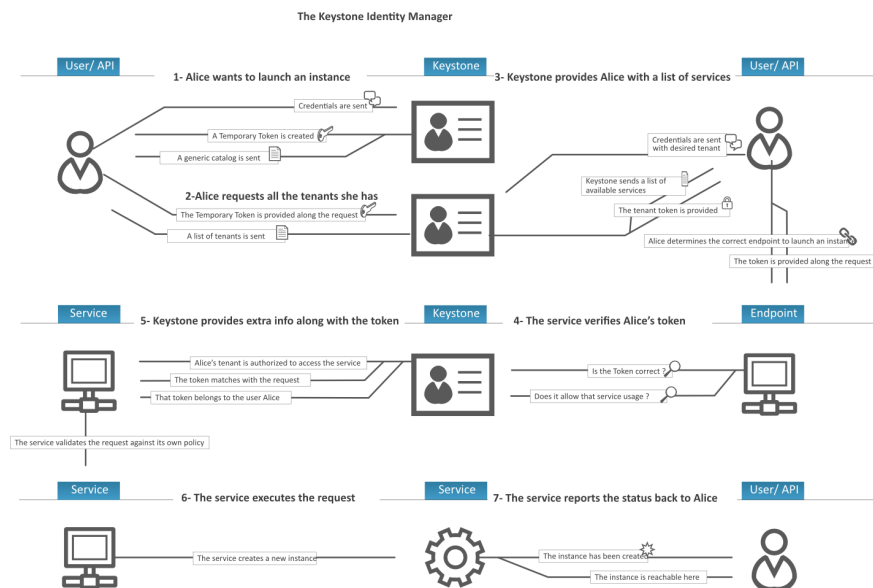 The Keystone Identity Manager
User/ API
Keystone
User/ API
1- Alice wants to launch an instance
3- Keystone provides Alice with a list of services
Credentials are sent
A Temporary Token is created
A generic catalog is sent
Credentials are sent
with desired tenant
Keystone sends a list of
available services
2-Alice requests all the tenants she has
The Temporary Token is provided along the request
The tenant token is provided
A list of tenants is sent
Alice determines the correct endpoint to launch an instan
The token is provided along the request
Service
Keystone
Endpoint
5- Keystone provides extra info along with the token
4- The service verifies Alice's token
Alice's tenant is authorized to access the service
The token matches with the request
That token belongs to the user Alice
Is the Token correct ?
Does it allow that service usage ?
The service validates the request against its own policy
Service
Service
User/ API
6- The service executes the request
7- The service reports the status back to Alice
The service creates a new instance
The instance has been created
The instance is reachable here